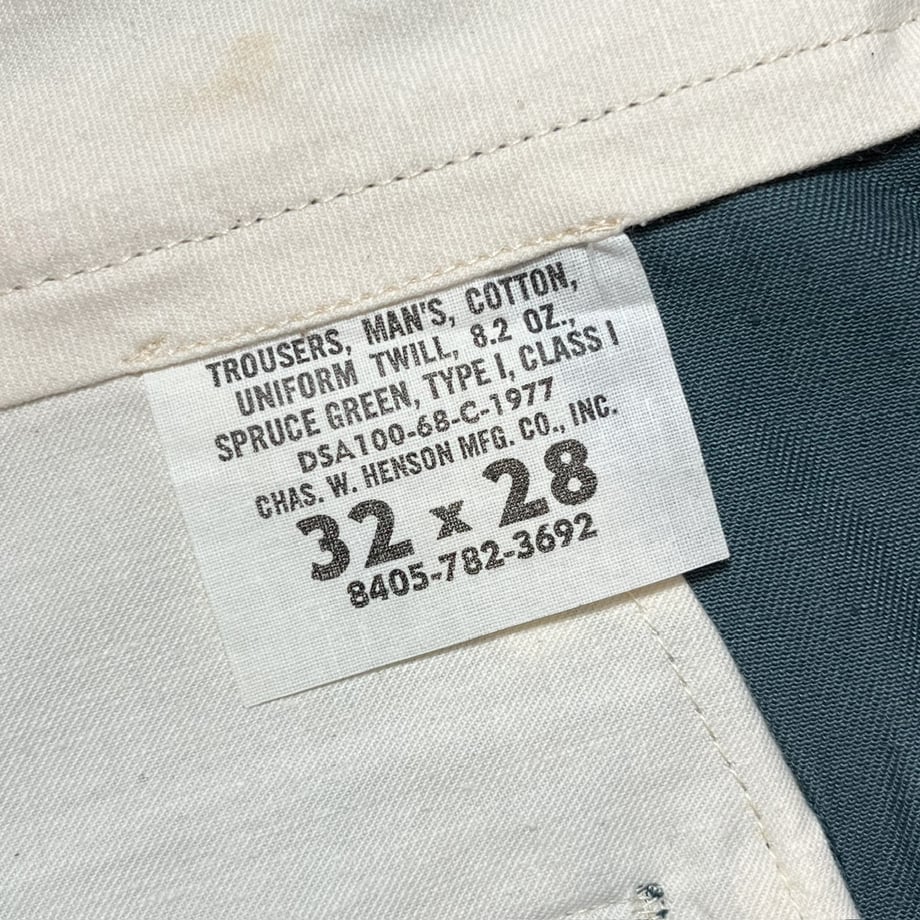 TROUSERS, MAN'S, COTTON,
UNIFORM TWILL, 8.2 OZ.,
SPRUCE GREEN, TYPE I, CLASS I
DSA100-68-C-1977
CHAS. W. HENSON MFG. CO., INC.
32 x 28
8405-782-3692